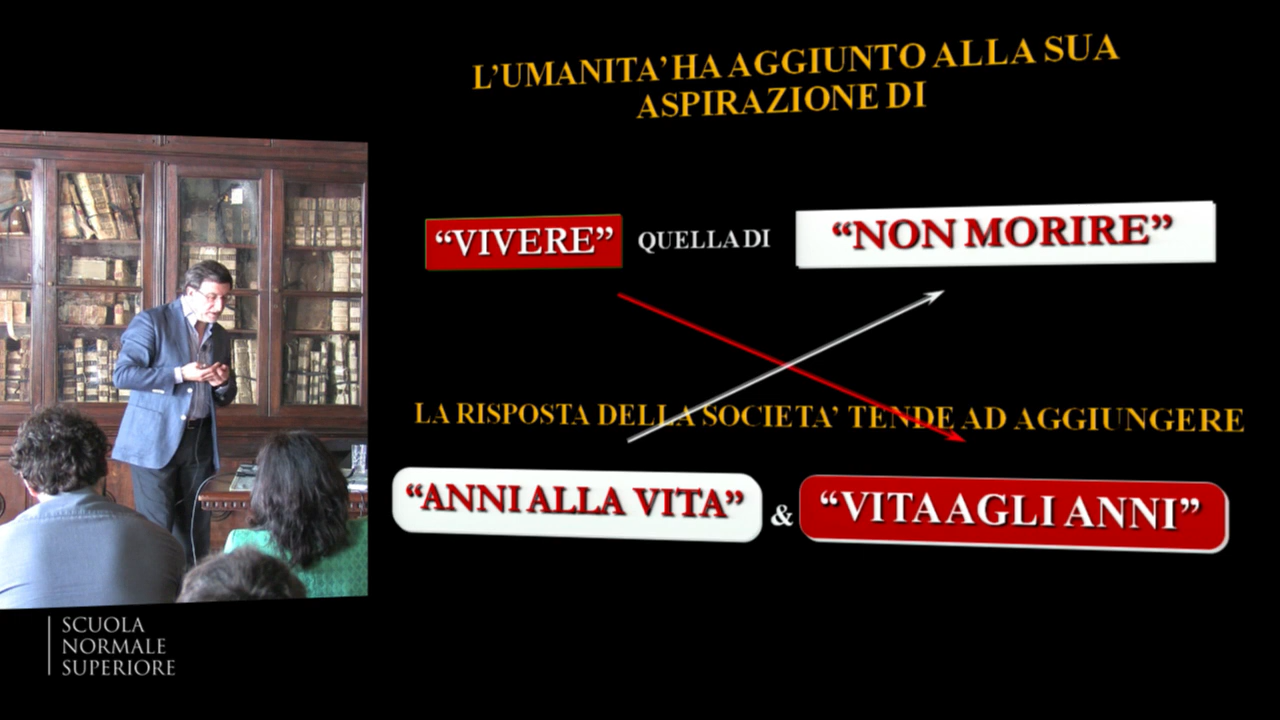 L'UMANITA' HA AGGIUNTO ALLA SUA
ASPIRAZIONE DI
“VIVERE” QUELLA DI “NON MORIRE”
LA RISPOSTA DELLA SOCIETA' TENDE AD AGGIUNGERE
“ANNI ALLA VITA” & “VITA AGLI ANNI”
SCUOLA
NORMALE
SUPERIORE